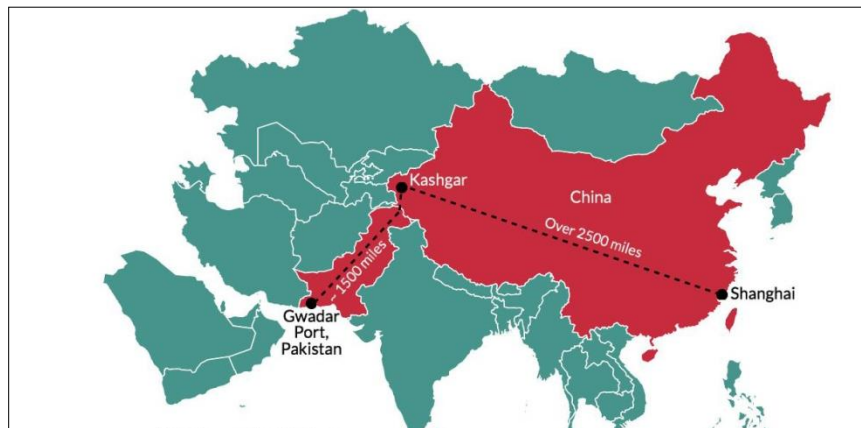 Kashgar
China
Over 2500 miles
~ 1500 miles
Shanghai
Gwadar
Port,
Pakistan